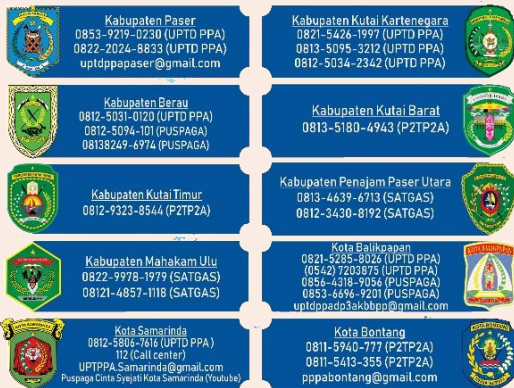 Kabupaten Paser
0853-9219-0230 (UPTD PPA)
0822-2024-8833 (UPTD PPA)
uptdppapaser@gmail.com
Kabupaten Kutai Kartenegara
0821-5426-1997 (UPTD PPA)
0813-5095-3212 (UPTD PPA)
0812-5034-2342 (UPTD PPA)
Kabupaten Berau
0812-5031-0120 (UPTD PPA)
0812-5094-101 (PUSPAGA)
08138249-6974 (PUSPAGA)
Kabupaten Kutai Barat
0813-5180-4943 (P2TP2A)
Kabupaten Kutai Timur
0812-9323-8544 (P2TP2A)
Kabupaten Penajam Paser Utara
0813-4639-6713 (SATGAS)
0812-3430-8192 (SATGAS)
Kabupaten Mahakam Ulu
0822-9978-1979 (SATGAS)
08121-4857-1118 (SATGAS)
Kota Balikpapan
0821-5285-8026 (UPTD PPA)
(0542) 7203875 (UPTD PPA)
0856-4318-9056 (PUSPAGA)
0853-6696-9201 (PUSPAGA)
uptdppadp3akbbpp@gmail.com
Kota Samarinda
0812-5806-7616 (UPTD PPA)
112 (Call center)
UPTPPA.Samarinda@gmail.com
Puspaga Cinta Syejati Kota Samarinda (Youtube)
Kota Bontang
0811-5940-777 (P2TP2A)
0811-5413-355 (P2TP2A)
pppabontang@gmail.com